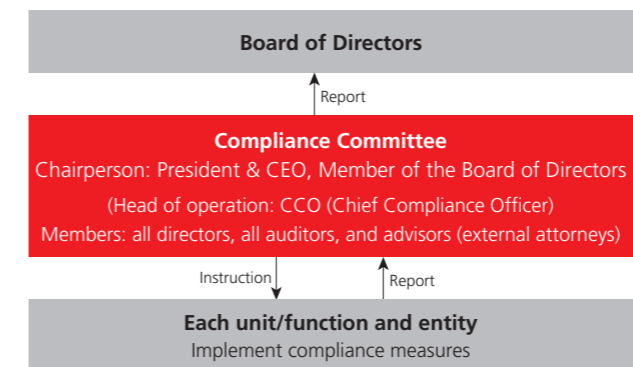 Board of Directors
Report
Compliance Committee
Chairperson: President & CEO, Member of the Board of Directors
(Head of operation: CCO (Chief Compliance Officer)
Members: all directors, all auditors, and advisors (external attorneys)
Instruction
Report
Each unit/function and entity
Implement compliance measures